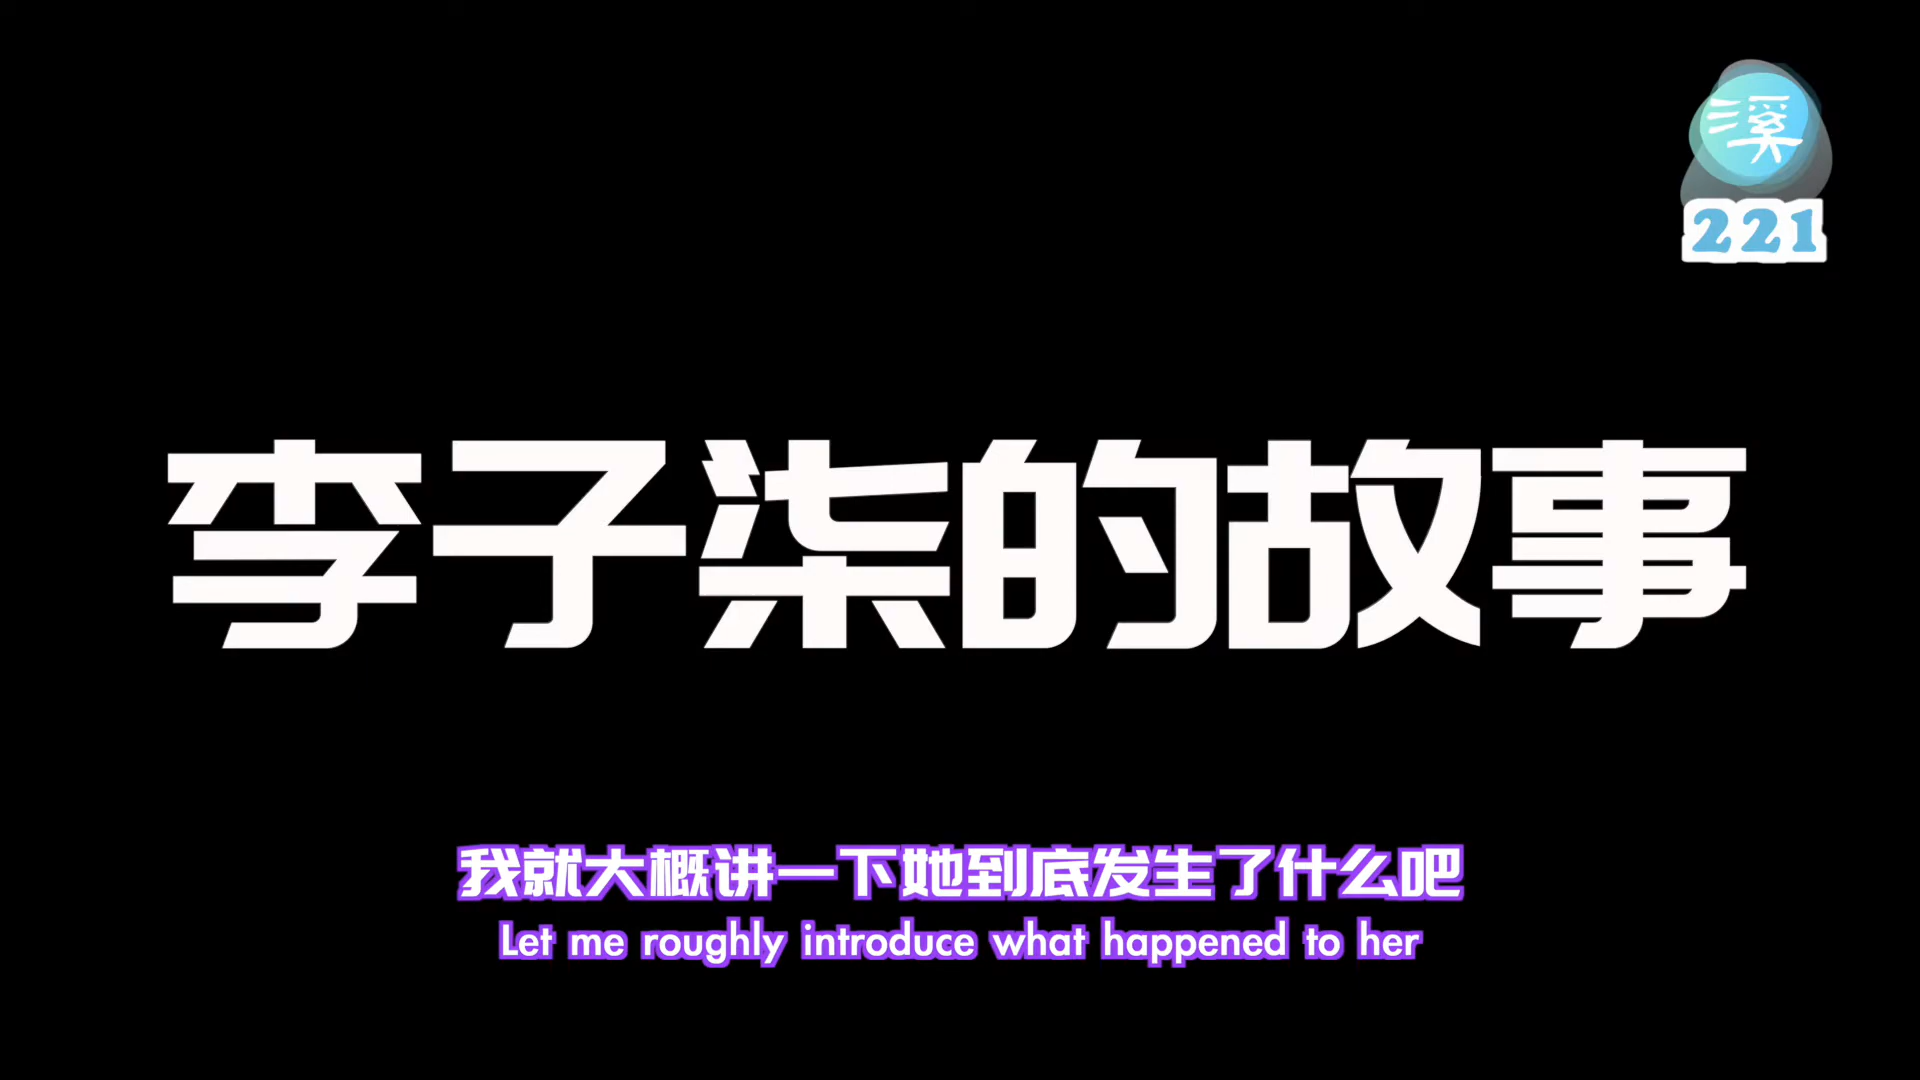 溪
221
李子柒的故事
我就大概讲一下她到底发生了什么吧
Let me roughly introduce what happened to her